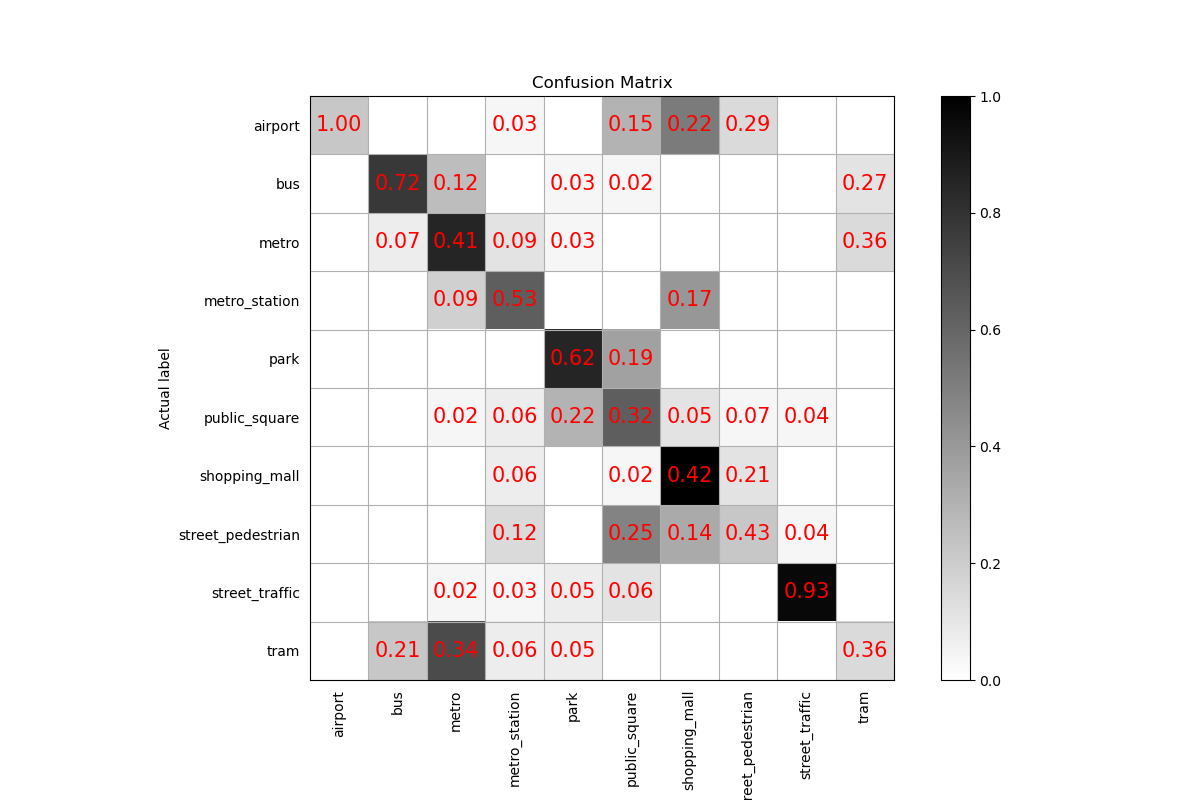 Confusion Matrix
airport 1.00 0.03 0.15 0.22 0.29
bus 0.72 0.12 0.03 0.02 0.27
metro 0.07 0.41 0.09 0.03 0.36
metro_station 0.09 0.53 0.17
park 0.62 0.19
public_square 0.02 0.06 0.22 0.32 0.05 0.07 0.04
shopping_mall 0.06 0.02 0.42 0.21
street_pedestrian 0.12 0.25 0.14 0.43 0.04
street_traffic 0.02 0.03 0.05 0.06 0.93
tram 0.21 0.34 0.06 0.05 0.36
Actual label
airport
bus
metro
metro_station
park
public_square
shopping_mall
reet_pedestrian
street_traffic
tram
1.0
0.8
0.6
0.4
0.2
0.0